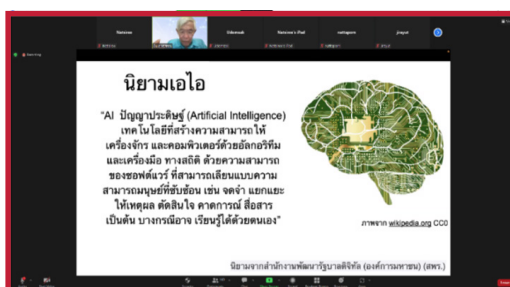 นิยามเอไอ
“AI ปัญญาประดิษฐ์ (Artificial Intelligence)
เทคโนโลยีที่สร้างความสามารถให้
เครื่องจักร และคอมพิวเตอร์ด้วยอัลกอริทึม
และเครื่องมือ ทางสถิติ ด้วยความสามารถ
ของซอฟต์แวร์ ที่สามารถเลียนแบบความ
สามารถมนุษย์ที่ซับซ้อน เช่น จดจำ แยกแยะ
ให้เหตุผล ตัดสินใจ คาดการณ์ สื่อสาร
เป็นต้น บางกรณีอาจ เรียนรู้ได้ด้วยตนเอง”
ภาพจาก wikipedia.org CC0
นิยามจากสำนักงานพัฒนารัฐบาลดิจิทัล (องค์การมหาชน) (สพร.)